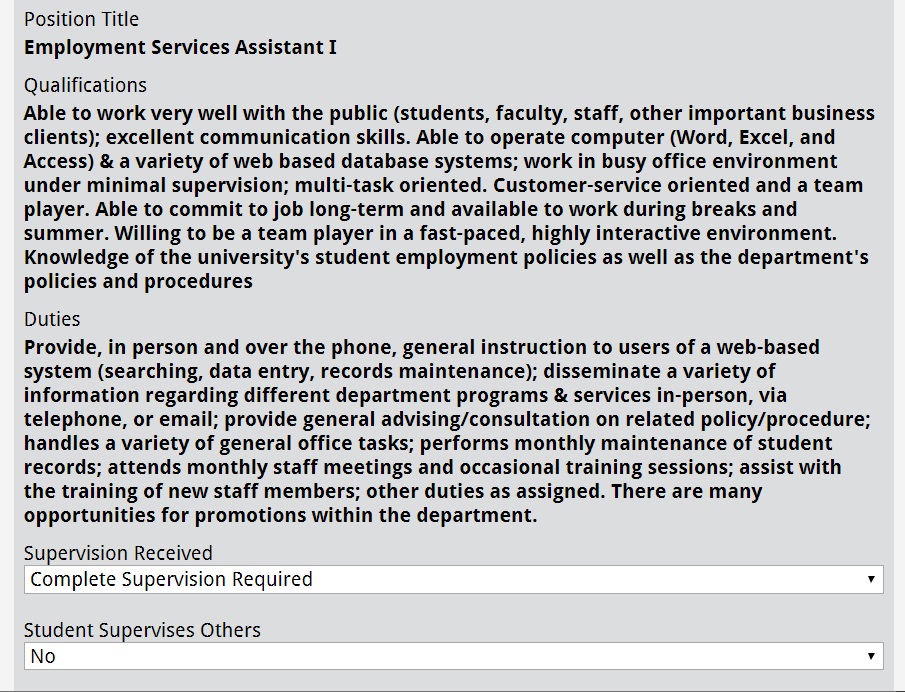 Position Title
Employment Services Assistant I
Qualifications
Able to work very well with the public (students, faculty, staff, other important business
clients); excellent communication skills. Able to operate computer (Word, Excel, and
Access) & a variety of web based database systems; work in busy office environment
under minimal supervision; multi-task oriented. Customer-service oriented and a team
player. Able to commit to job long-term and available to work during breaks and
summer. Willing to be a team player in a fast-paced, highly interactive environment.
Knowledge of the university's student employment policies as well as the department's
policies and procedures
Duties
Provide, in person and over the phone, general instruction to users of a web-based
system (searching, data entry, records maintenance); disseminate a variety of
information regarding different department programs & services in-person, via
telephone, or email; provide general advising/consultation on related policy/procedure;
handles a variety of general office tasks; performs monthly maintenance of student
records; attends monthly staff meetings and occasional training sessions; assist with
the training of new staff members; other duties as assigned. There are many
opportunities for promotions within the department.
Supervision Received
Complete Supervision Required
Student Supervises Others
No